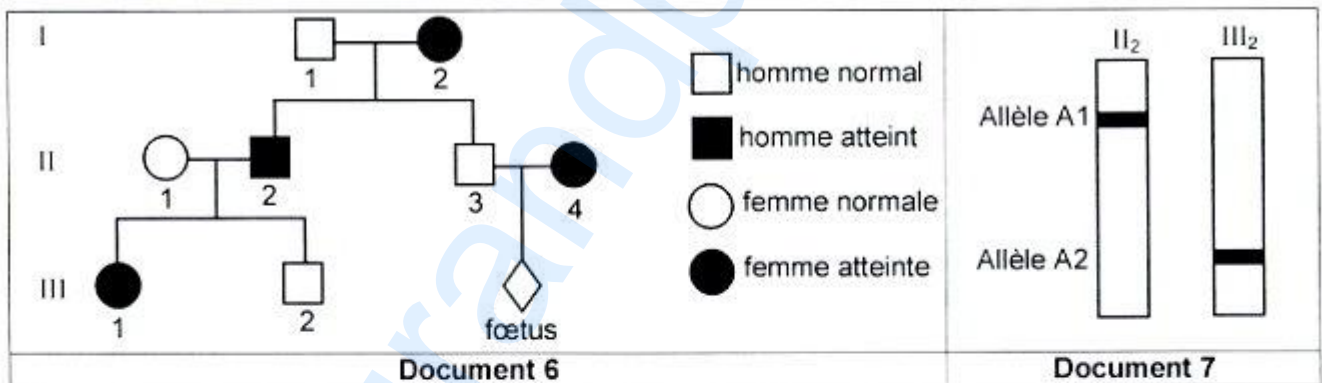 I
1
2
II
1
2
3
4
III
1
2
fœtus
homme normal
homme atteint
femme normale
femme atteinte
Document 6
II₂
III₂
Allèle A1
Allèle A2
Document 7